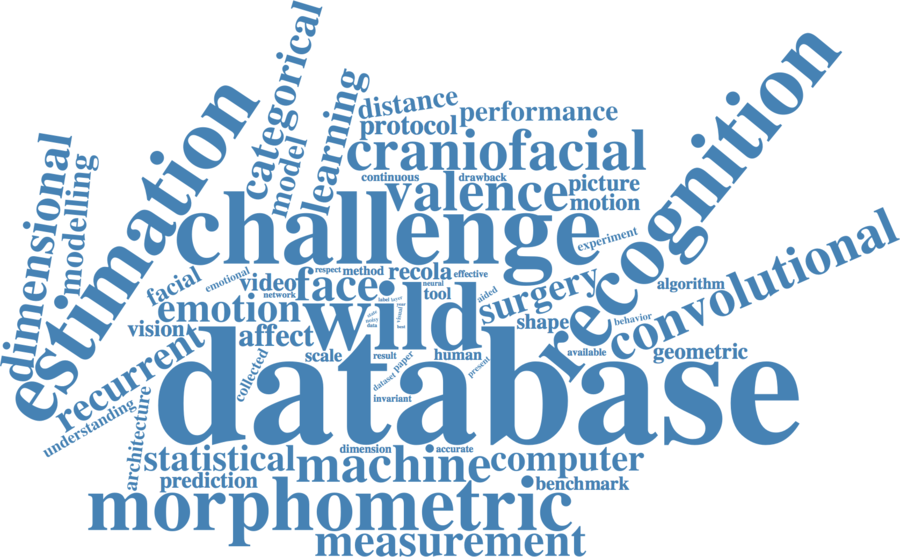 categorical
recognition
learning
distance
performance
protocol
estimation
dimensional
modelling
model
craniofacial
continuous
drawback
valence
picture
motion
challenge
experiment
convolutional
facial
emotional
video
respect
method
recola
effective
network
face
neural
tool
aided
surgery
algorithm
emotion
wild
label
layer
state
policy
data
visual
user
best
shape
behavior
vision
affect
recurrent
scale
result
human
available
geometric
collected
paper
dataset
present
database
invariant
understanding
architecture
dimension
accurate
statistical
machine
computer
prediction
benchmark
morphometric
measurement